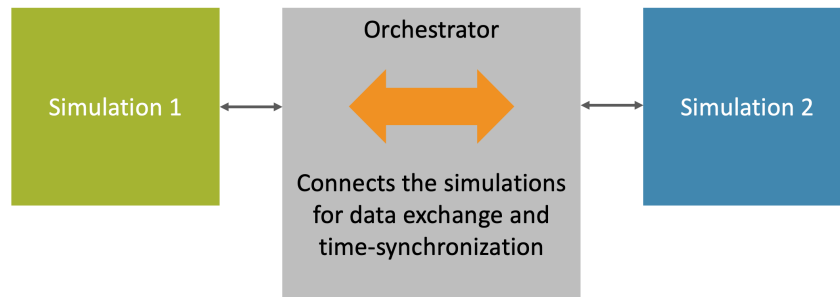 Orchestrator
Simulation 1
Simulation 2
Connects the simulations
for data exchange and
time-synchronization